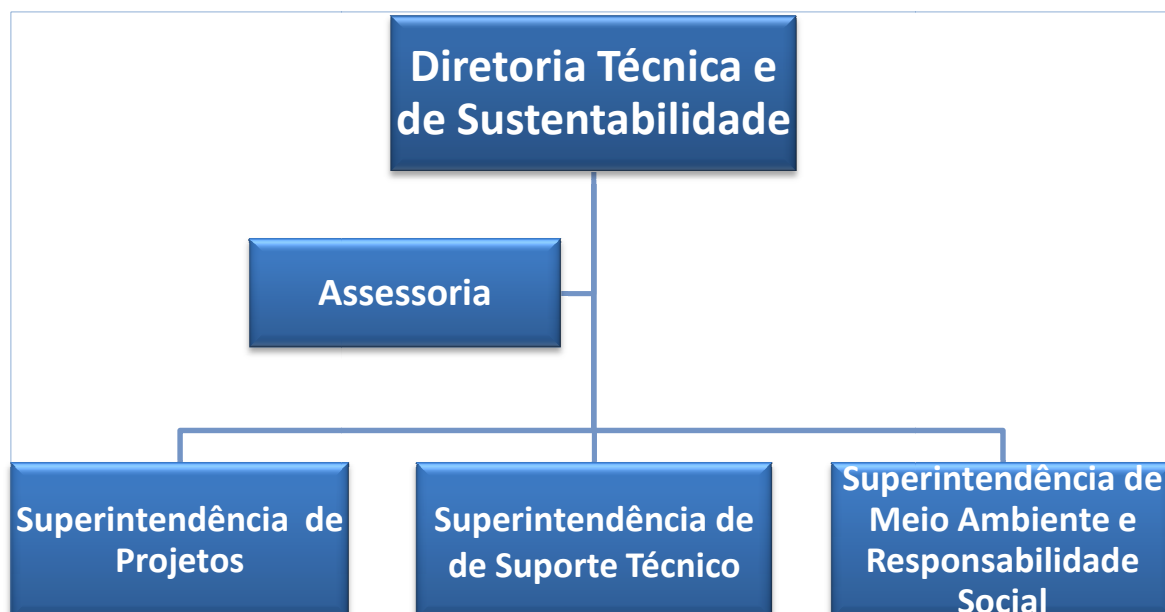 Diretoria Técnica e
de Sustentabilidade
Assessoria
Superintendência de
Projetos
Superintendência de
de Suporte Técnico
Superintendência de
Meio Ambiente e
Responsabilidade
Social